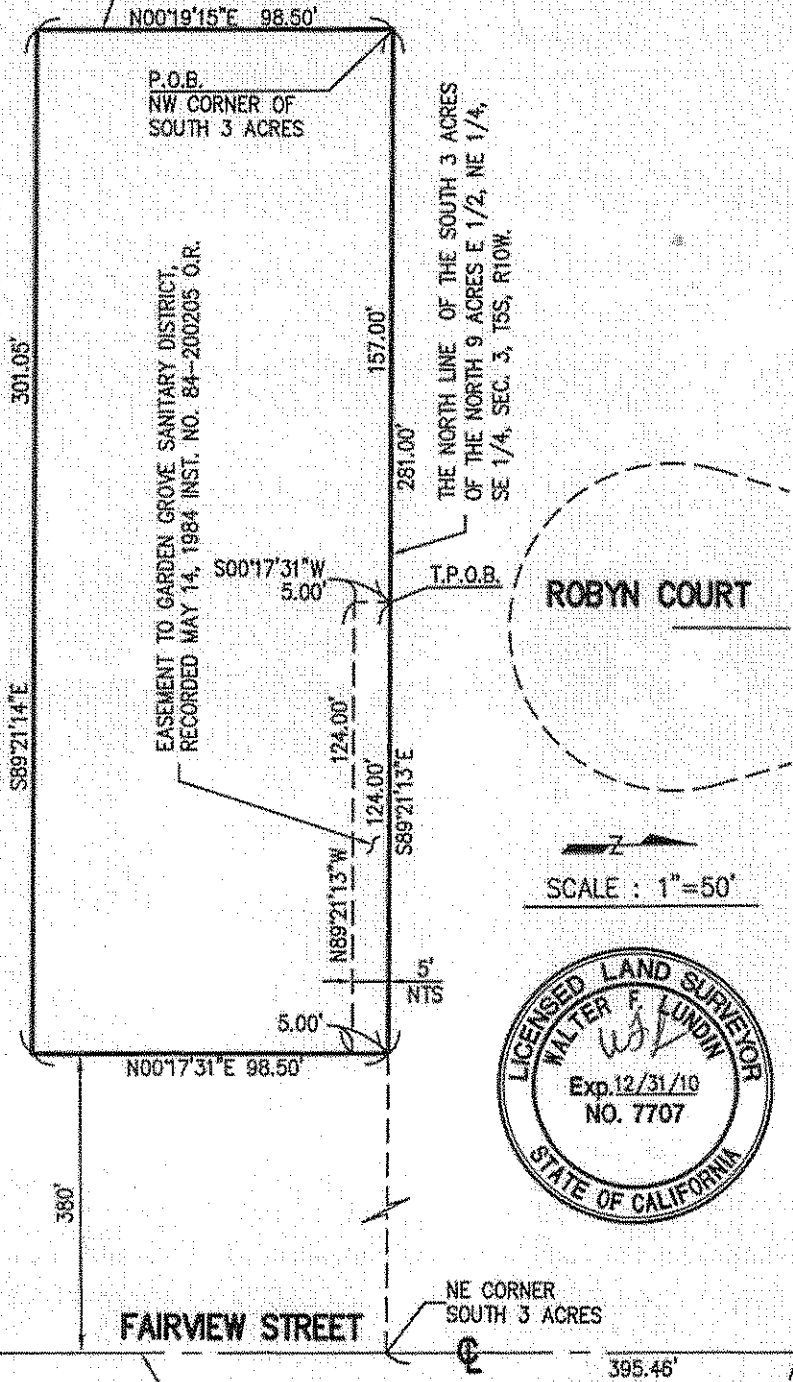 N00°19'15"E 98.50'
P.O.B.
NW CORNER OF
SOUTH 3 ACRES
301.05'
S89°21'14"E
EASEMENT TO GARDEN GROVE SANITARY DISTRICT,
RECORDED MAY 14, 1984 INST. NO. 84-200205 O.R.
157.00'
281.00'
THE NORTH LINE OF THE SOUTH 3 ACRES
OF THE NORTH 9 ACRES E 1/2, NE 1/4,
SE 1/4, SEC. 3, T5S, R10W.
S00°17'31"W
5.00'
T.P.O.B.
ROBYN COURT
124.00'
124.00'
N89°21'13"W
S89°21'13"E
Z
SCALE : 1"=50'
5'
NTS
5.00'
N00°17'31"E 98.50'
LICENSED LAND SURVEYOR
WALTER F. LUNDIN
Exp.12/31/10
NO. 7707
STATE OF CALIFORNIA
380'
NE CORNER
SOUTH 3 ACRES
FAIRVIEW STREET
℄
395.46'